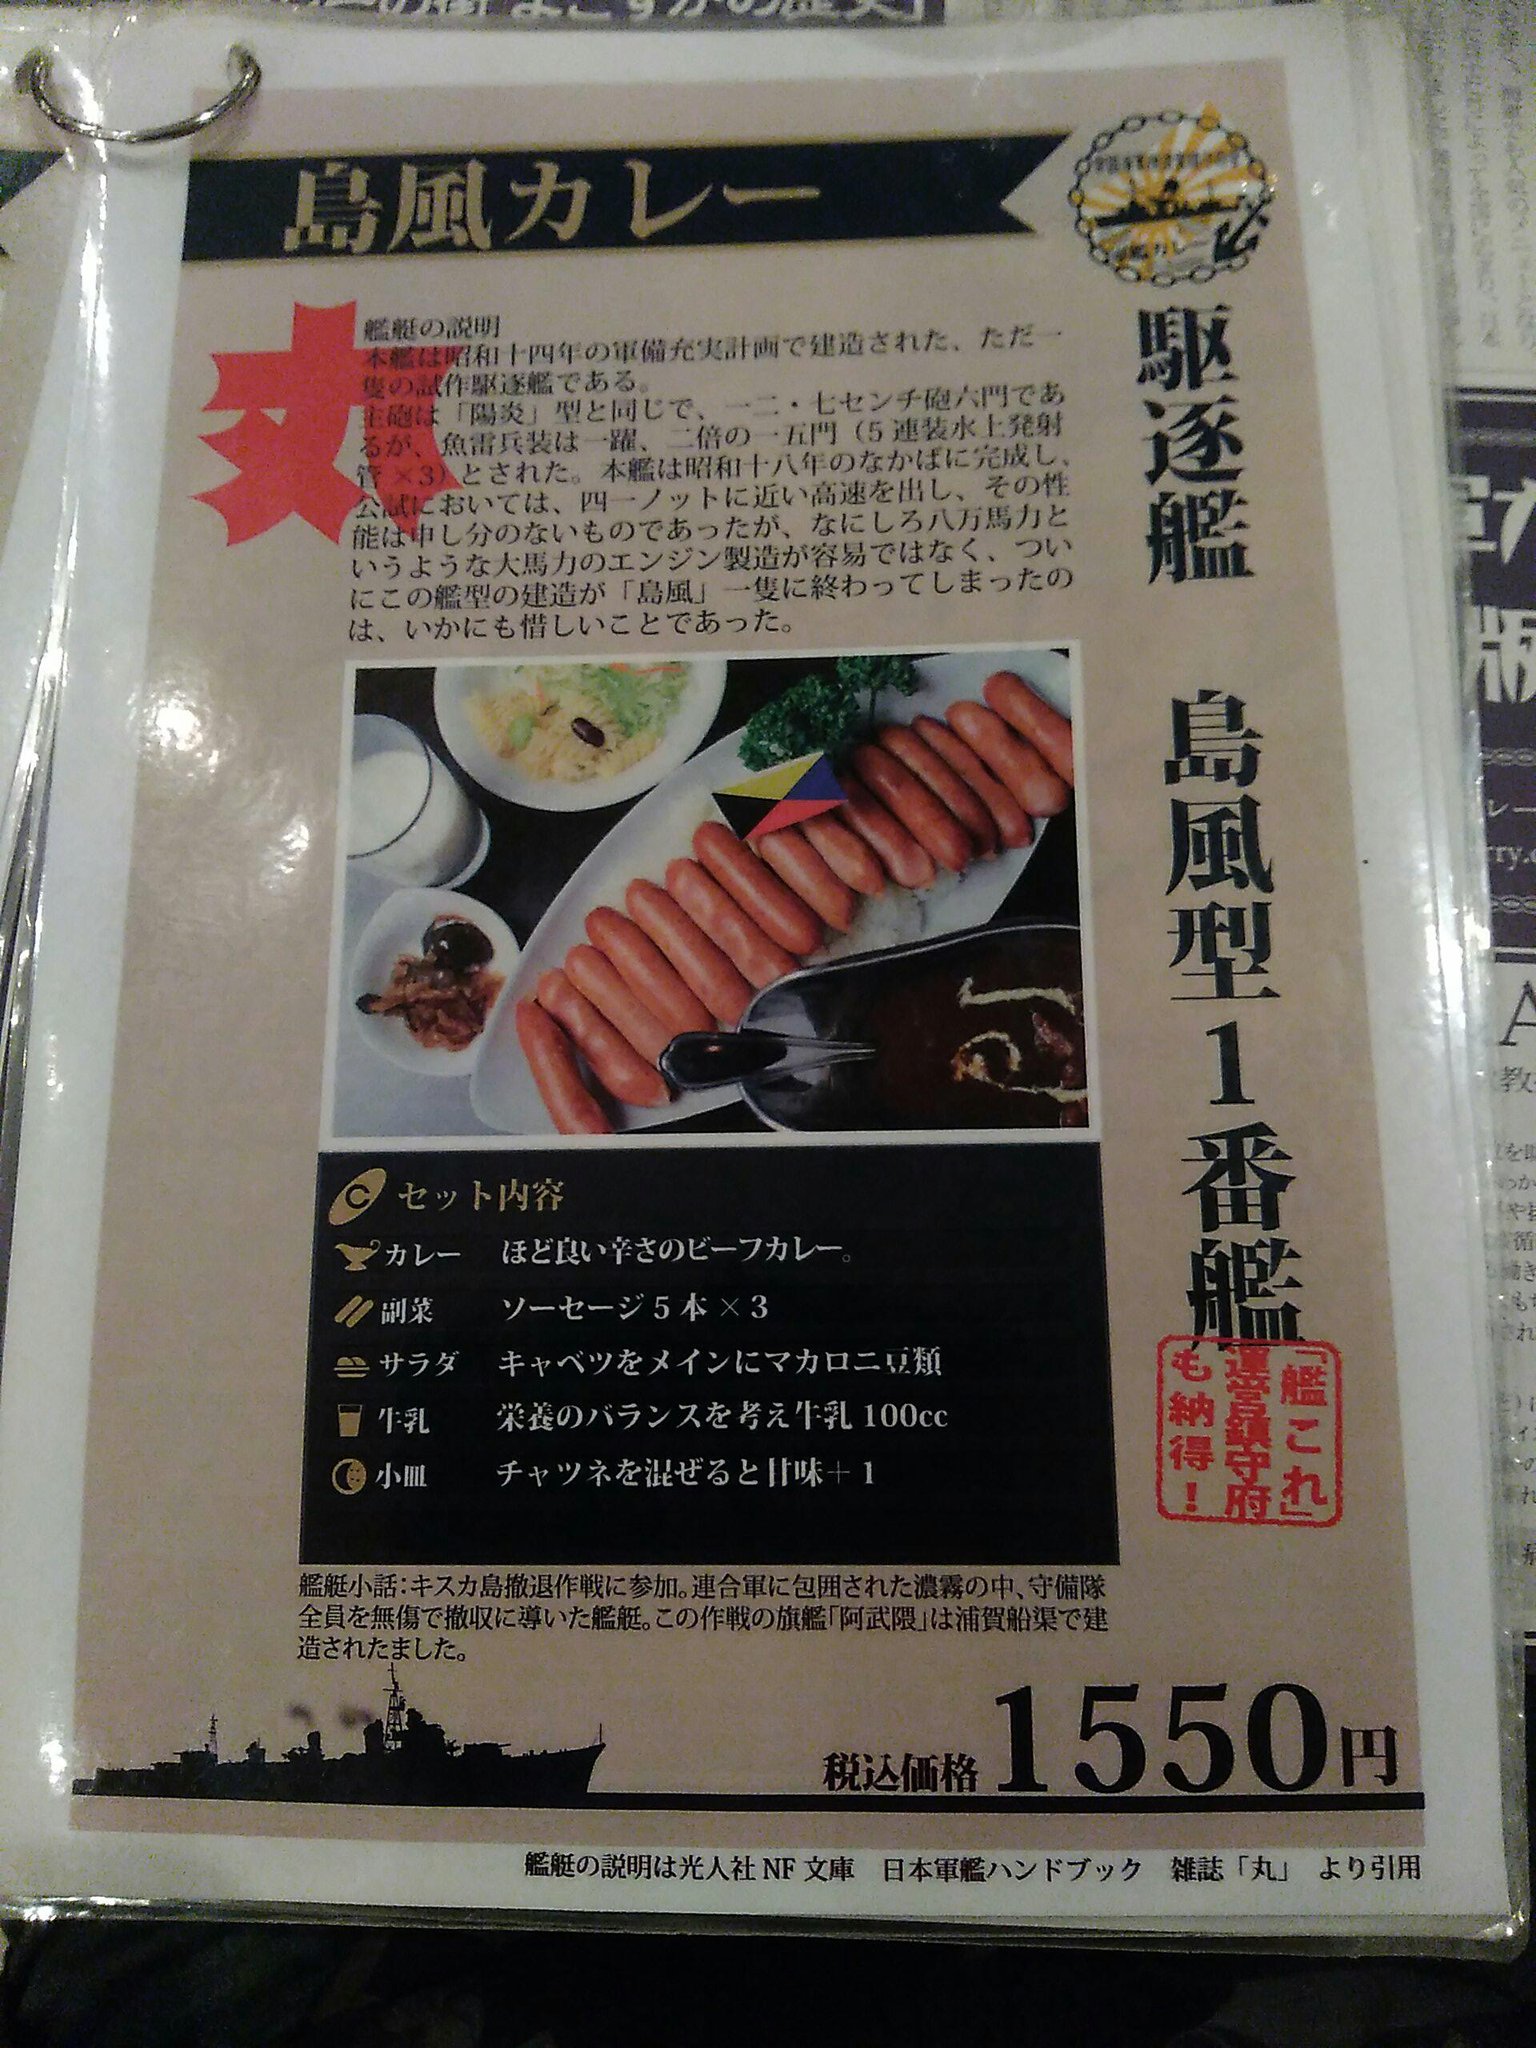 よこすかの歴史」
島風カレー
駆逐艦 島風型1番艦
艦艇の説明
本艦は昭和十四年の軍備充実計画で建造された、ただ一
隻の試作駆逐艦である。
主砲は「陽炎」型と同じで、一二・七センチ砲六門であ
るが、魚雷兵装は一躍、二倍の一五門（5連装水上発射
管×3）とされた。本艦は昭和十八年のなかばに完成し、
公試においては、四一ノットに近い高速を出し、その性
能は申し分のないものであったが、なにしろ八万馬力と
いうような大馬力のエンジン製造が容易ではなく、つい
にこの艦型の建造が「島風」一隻に終わってしまったの
は、いかにも惜しいことであった。
セット内容
カレー ほど良い辛さのビーフカレー。
副菜 ソーセージ5本×3
サラダ キャベツをメインにマカロニ豆類
牛乳 栄養のバランスを考え牛乳100cc
小皿 チャツネを混ぜると甘味＋1
「艦これ」
運営鎮守府
も納得！
艦艇小話：キスカ島撤退作戦に参加。連合軍に包囲された濃霧の中、守備隊
全員を無傷で撤収に導いた艦艇。この作戦の旗艦「阿武隈」は浦賀船渠で建
造されたました。
税込価格1550円
艦艇の説明は光人社NF文庫 日本軍艦ハンドブック 雑誌「丸」 より引用